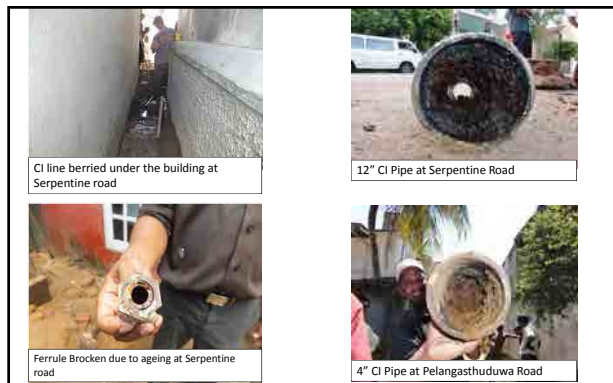 CI line berried under the building at
Serpentine road
12” CI Pipe at Serpentine Road
Ferrule Brocken due to ageing at Serpentine
road
4” CI Pipe at Pelangasthuduwa Road